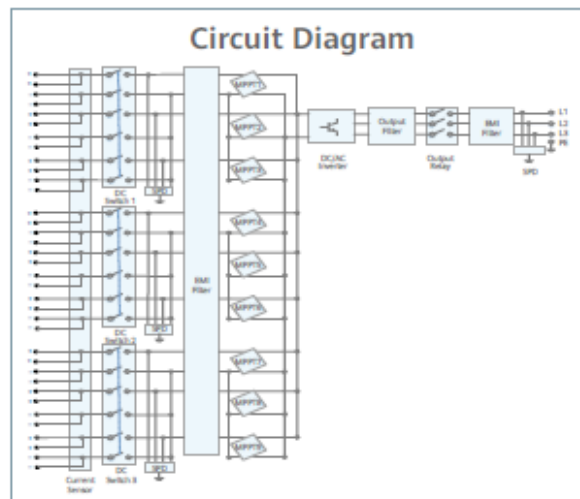 Circuit Diagram
MPPT1
MPPT2
MPPT3
SPD
DC
Switch 1
MPPT4
MPPT5
MPPT6
SPD
DC
Switch 2
EMI
Filter
MPPT7
MPPT8
MPPT9
SPD
DC
Switch 3
Current
Sensor
DC/AC
Inverter
Output
Filter
Output
Relay
EMI
Filter
L1
L2
L3
PE
SPD